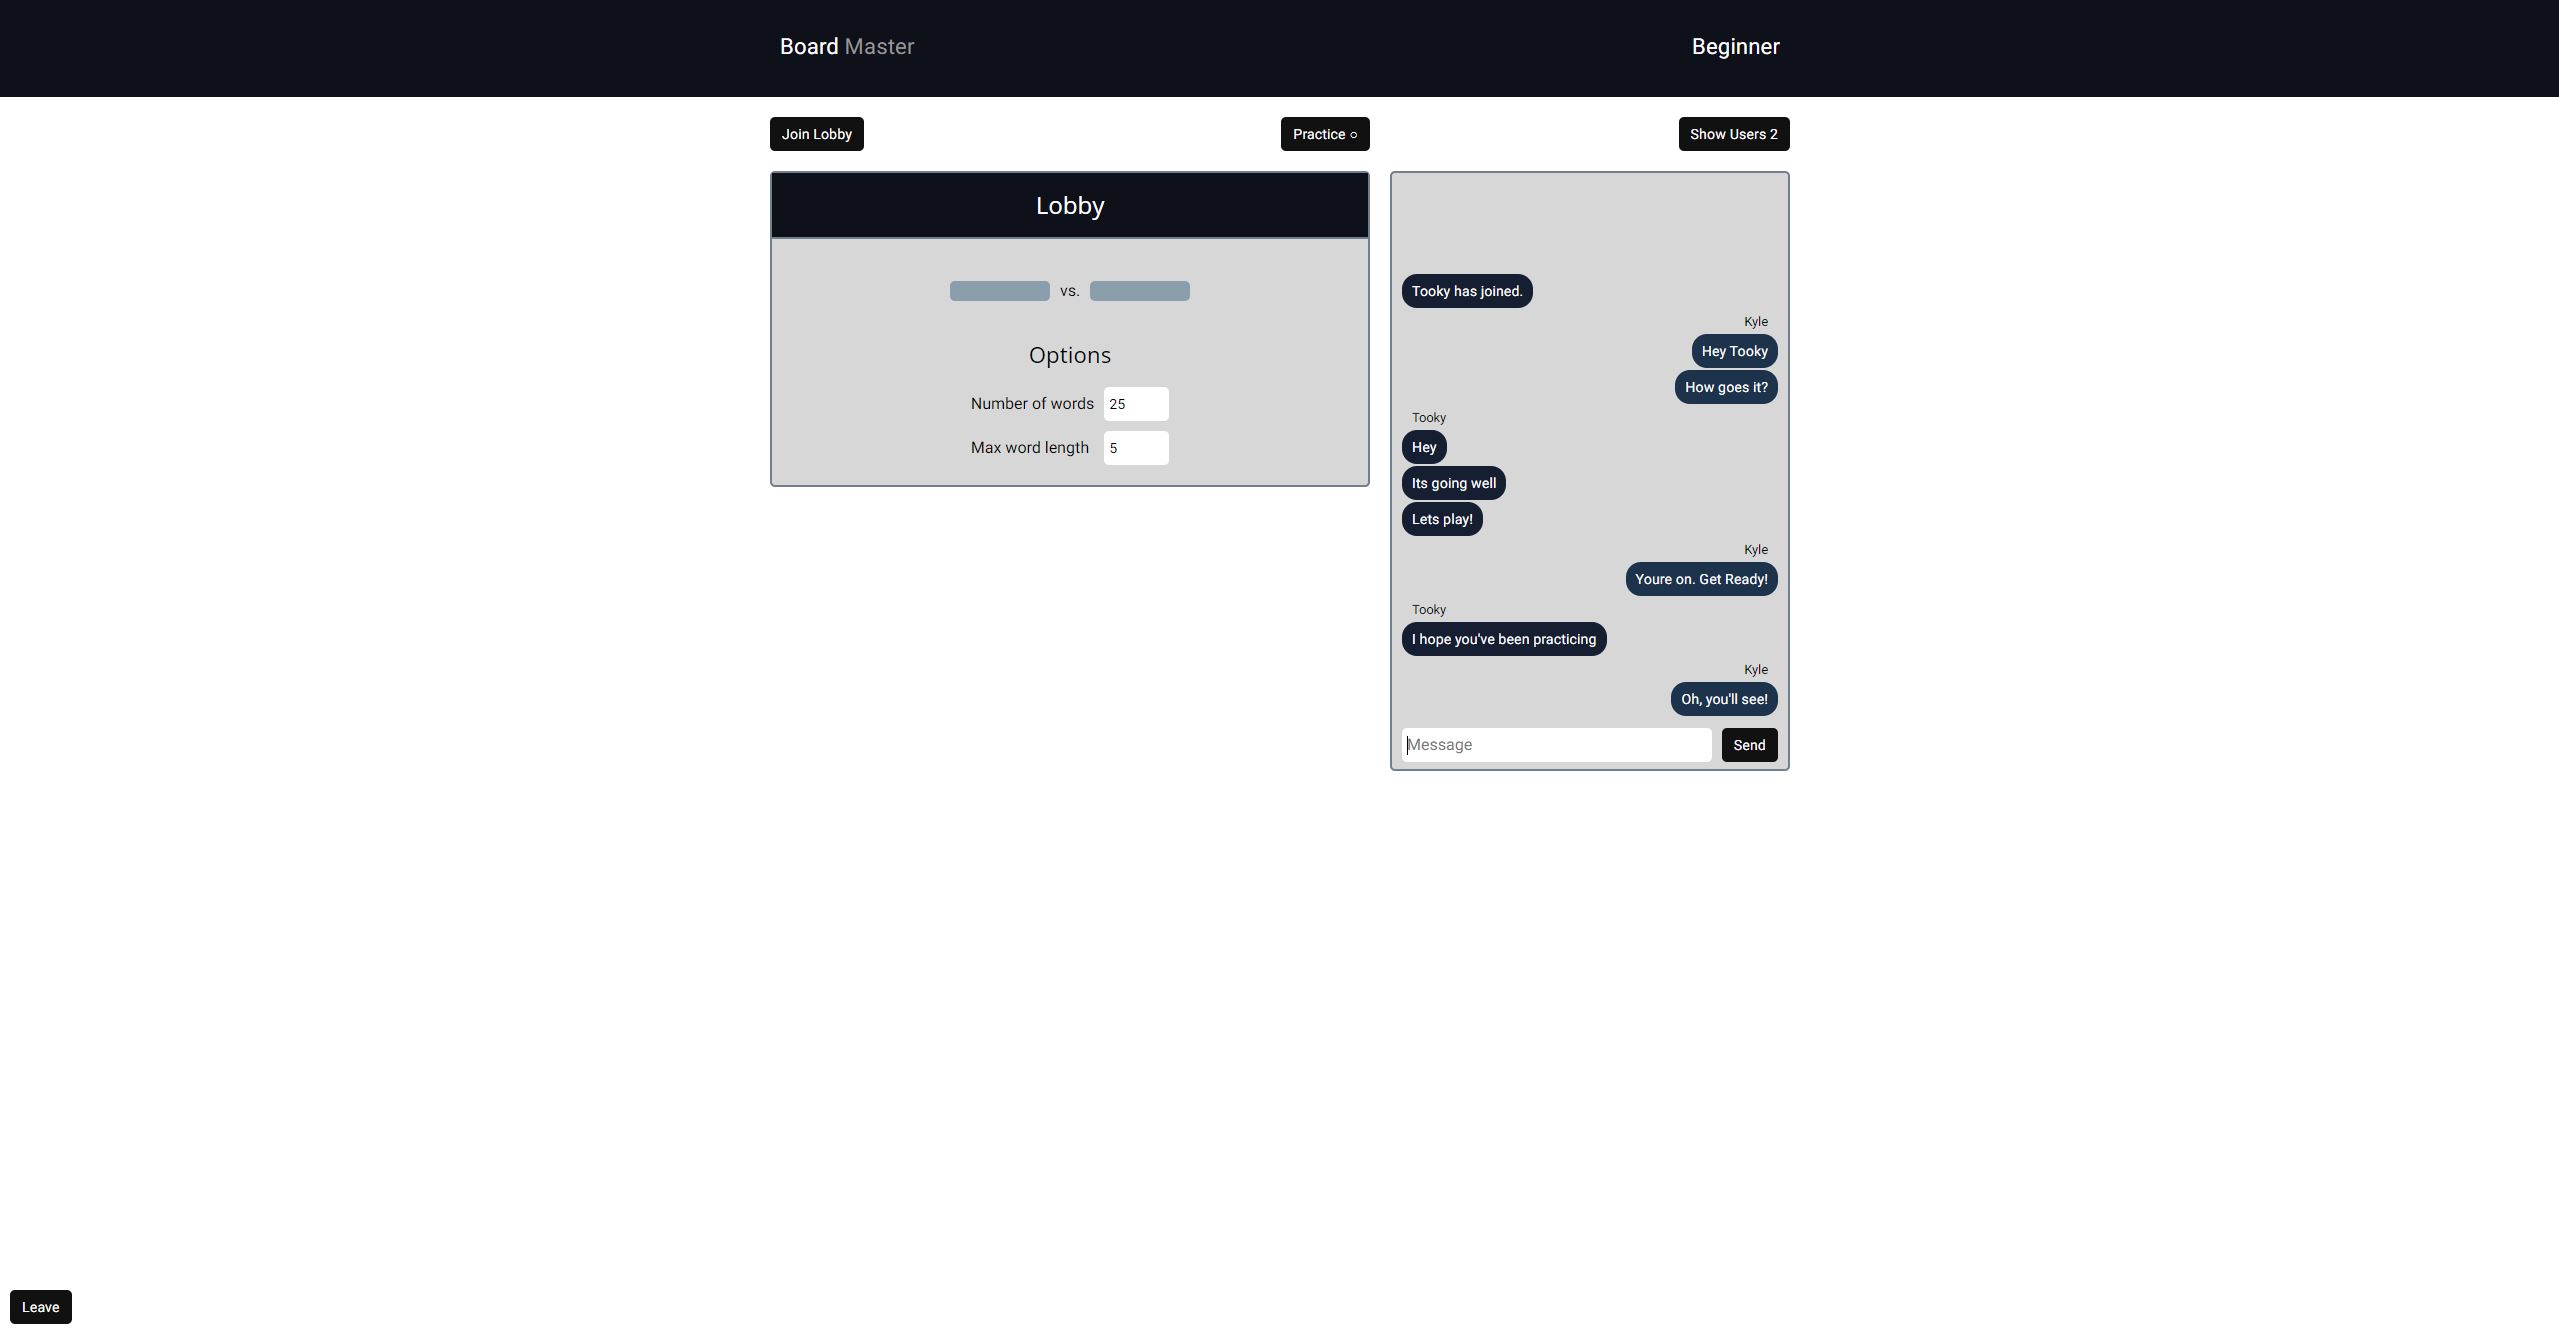 Board Master
Beginner
Join Lobby
Practice ○
Show Users 2
Lobby
vs.
Options
Number of words 25
Max word length 5
Tooky has joined.
Kyle
Hey Tooky
How goes it?
Tooky
Hey
Its going well
Lets play!
Kyle
Youre on. Get Ready!
Tooky
I hope you've been practicing
Kyle
Oh, you'll see!
Message
Send
Leave